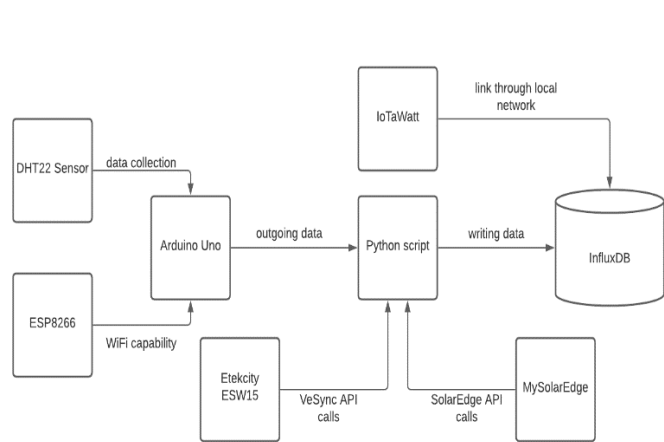 link through local
network
IoTaWatt
DHT22 Sensor
data collection
Arduino Uno
outgoing data
Python script
writing data
InfluxDB
ESP8266
WiFi capability
Etekcity
ESW15
VeSync API
calls
SolarEdge API
calls
MySolarEdge